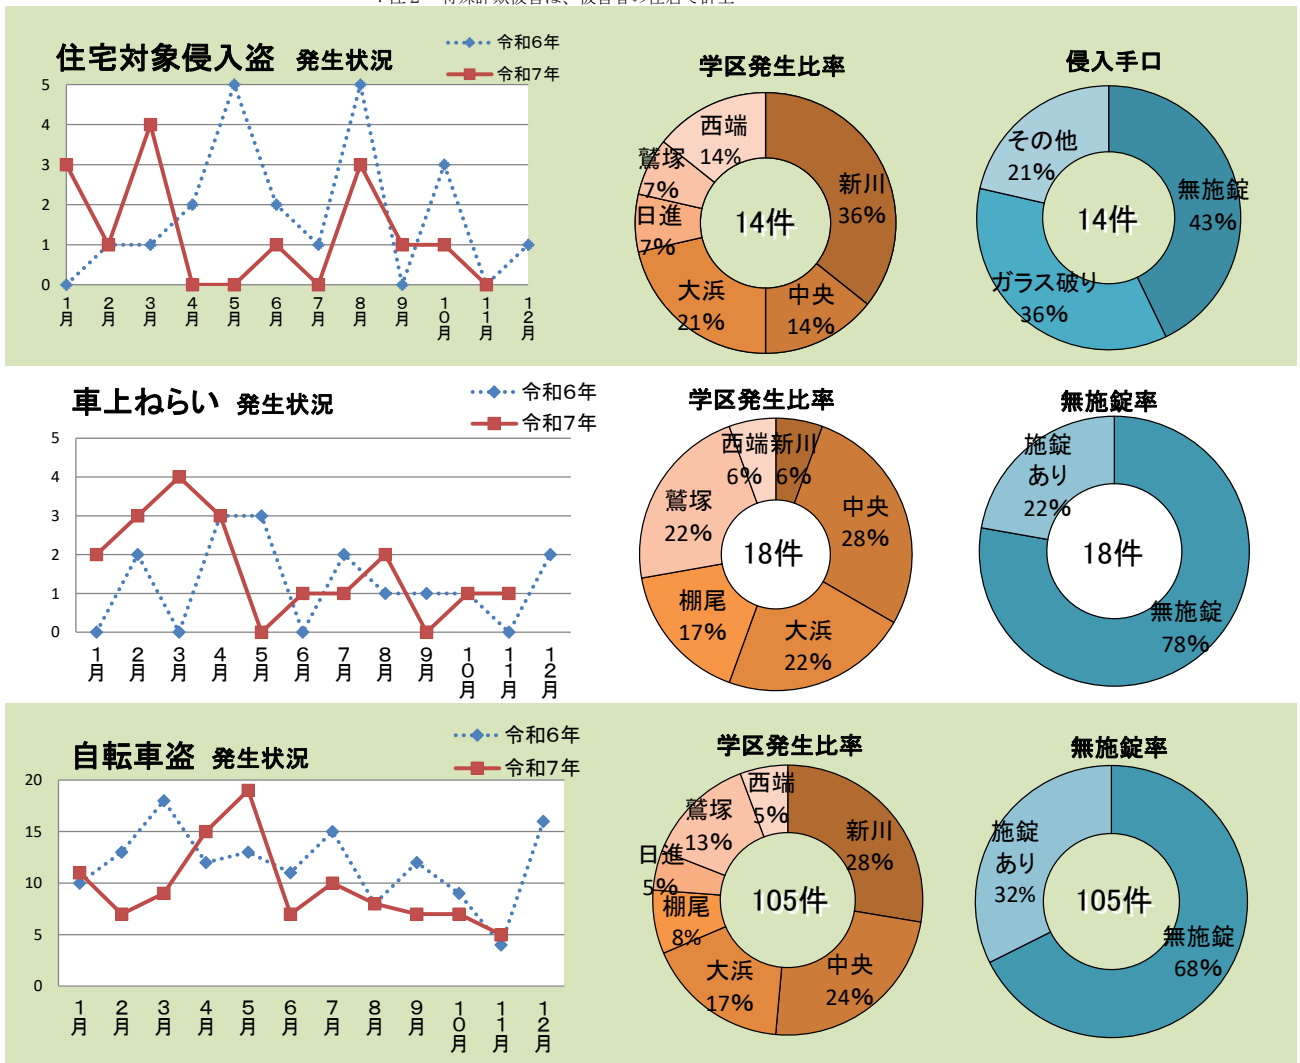 住宅対象侵入盗 発生状況
令和6年
令和7年
5
4
3
2
1
0
1月
2月
3月
4月
5月
6月
7月
8月
9月
10月
11月
12月
学区発生比率
新川
36%
中央
14%
大浜
21%
日進
7%
鷲塚
7%
西端
14%
14件
侵入手口
無施錠
43%
ガラス破り
36%
その他
21%
14件
車上ねらい 発生状況
令和6年
令和7年
5
4
3
2
1
0
1月
2月
3月
4月
5月
6月
7月
8月
9月
10月
11月
12月
学区発生比率
新川
6%
中央
28%
大浜
22%
棚尾
17%
鷲塚
22%
西端
6%
18件
無施錠率
施錠
あり
22%
無施錠
78%
18件
自転車盗 発生状況
令和6年
令和7年
20
15
10
5
0
1月
2月
3月
4月
5月
6月
7月
8月
9月
10月
11月
12月
学区発生比率
新川
28%
中央
24%
大浜
17%
棚尾
8%
日進
5%
鷲塚
13%
西端
5%
105件
無施錠率
施錠
あり
32%
無施錠
68%
105件